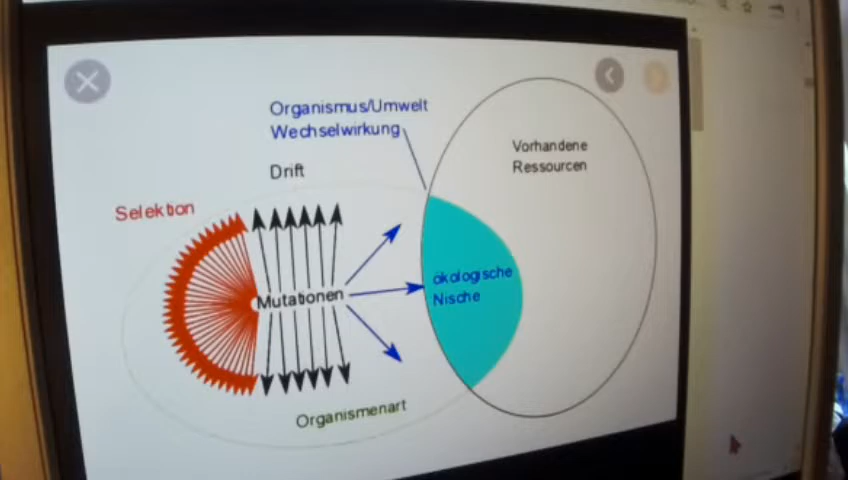 Organismus/Umwelt
Wechselwirkung
Vorhandene
Ressourcen
Drift
Selektion
Mutationen
ökologische
Nische
Organismenart